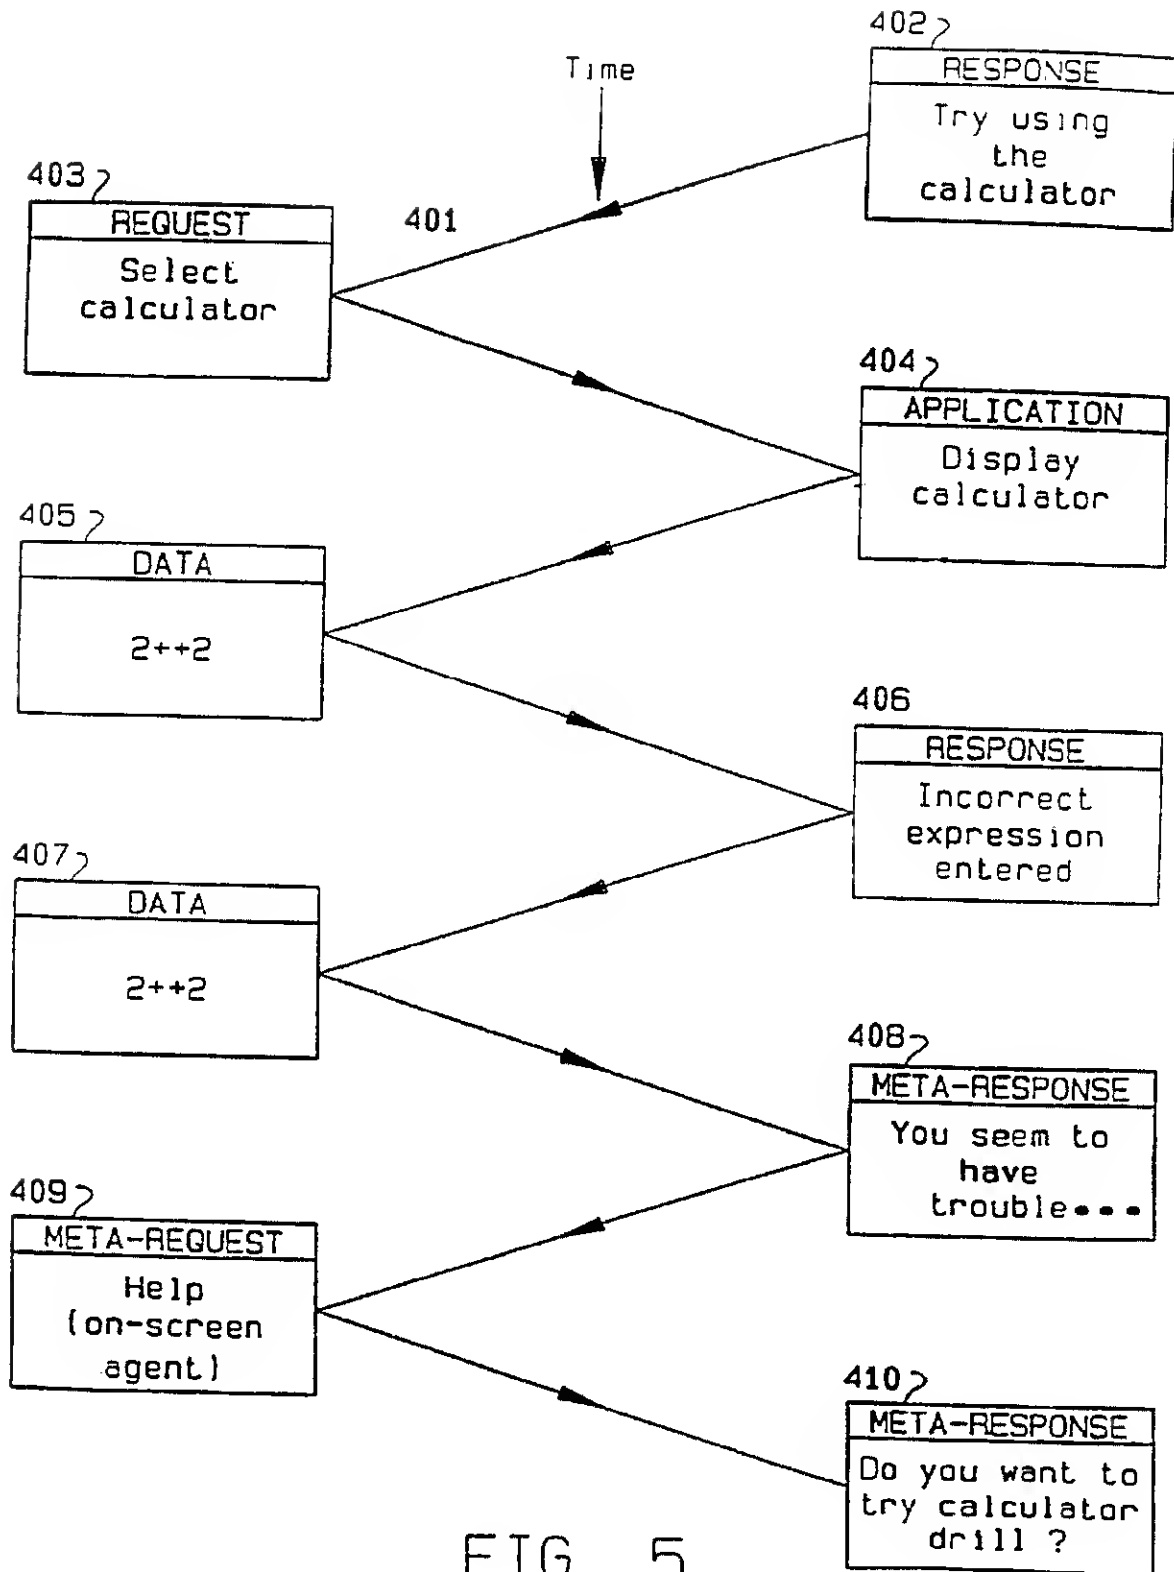 402
RESPONSE
Try using
the
calculator
Time
403
REQUEST
Select
calculator
401
404
APPLICATION
Display
calculator
405
DATA
2++2
406
RESPONSE
Incorrect
expression
entered
407
DATA
2++2
408
META-RESPONSE
You seem to
have
trouble•••
409
META-REQUEST
Help
(on-screen
agent)
410
META-RESPONSE
Do you want to
try calculator
drill ?
FIG 5